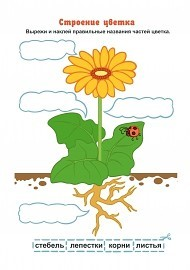 Строение цветка
Вырежи и наклей правильные названия частей цветка.
стебель лепестки корни листья